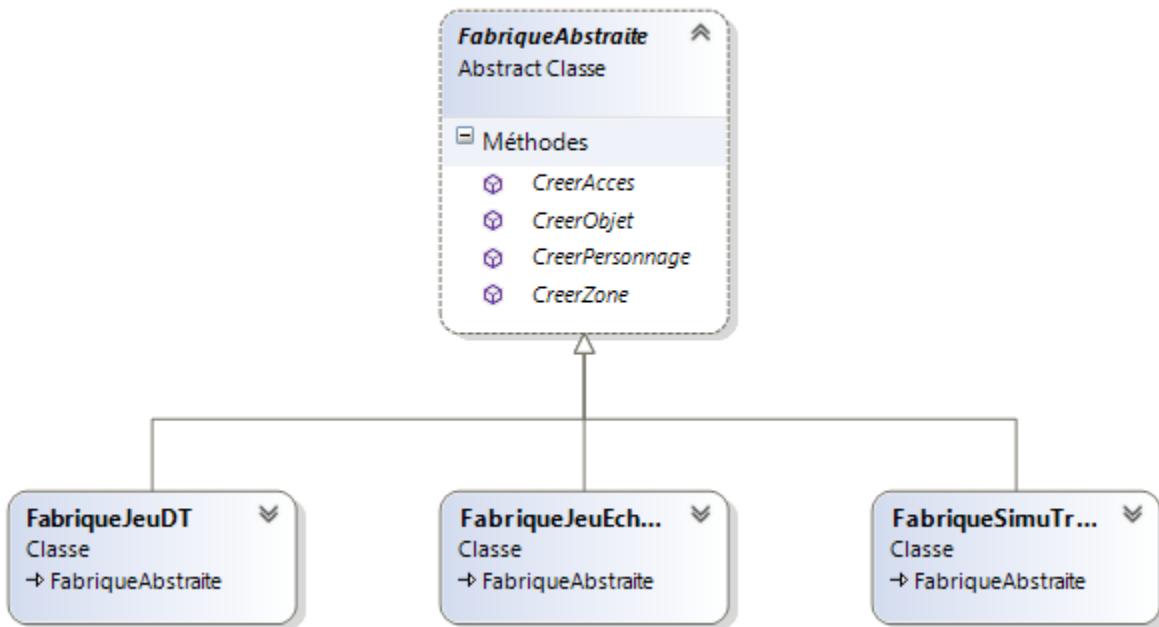 FabriqueAbstraite
Abstract Classe
Méthodes
CreerAcces
CreerObjet
CreerPersonnage
CreerZone
FabriqueJeuDT
Classe
FabriqueAbstraite
FabriqueJeuEch...
Classe
FabriqueAbstraite
FabriqueSimuTr...
Classe
FabriqueAbstraite